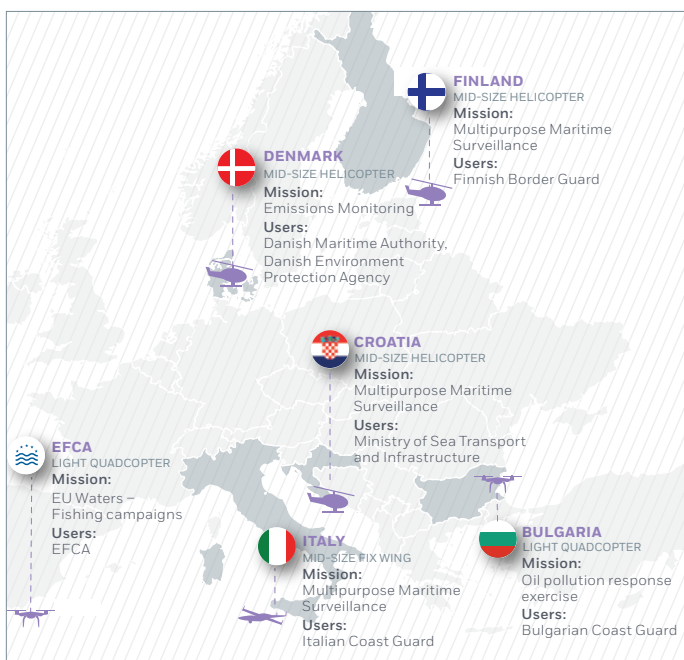 FINLAND
MID-SIZE HELICOPTER
Mission:
Multipurpose Maritime
Surveillance
Users:
Finnish Border Guard
DENMARK
MID-SIZE HELICOPTER
Mission:
Emissions Monitoring
Users:
Danish Maritime Authority,
Danish Environment
Protection Agency
CROATIA
MID-SIZE HELICOPTER
Mission:
Multipurpose Maritime
Surveillance
Users:
Ministry of Sea Transport
and Infrastructure
EFCA
LIGHT QUADCOPTER
Mission:
EU Waters –
Fishing campaigns
Users:
EFCA
ITALY
MID-SIZE FIX WING
Mission:
Multipurpose Maritime
Surveillance
Users:
Italian Coast Guard
BULGARIA
LIGHT QUADCOPTER
Mission:
Oil pollution response
exercise
Users:
Bulgarian Coast Guard